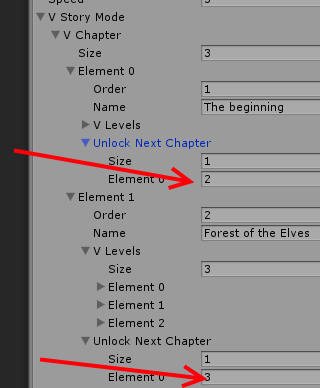 Speed
V Story Mode
V Chapter
Size 3
Element 0
Order 1
Name The beginning
V Levels
Unlock Next Chapter
Size 1
Element 0 2
Element 1
Order 2
Name Forest of the Elves
V Levels
Size 3
Element 0
Element 1
Element 2
Unlock Next Chapter
Size 1
Element 0 3